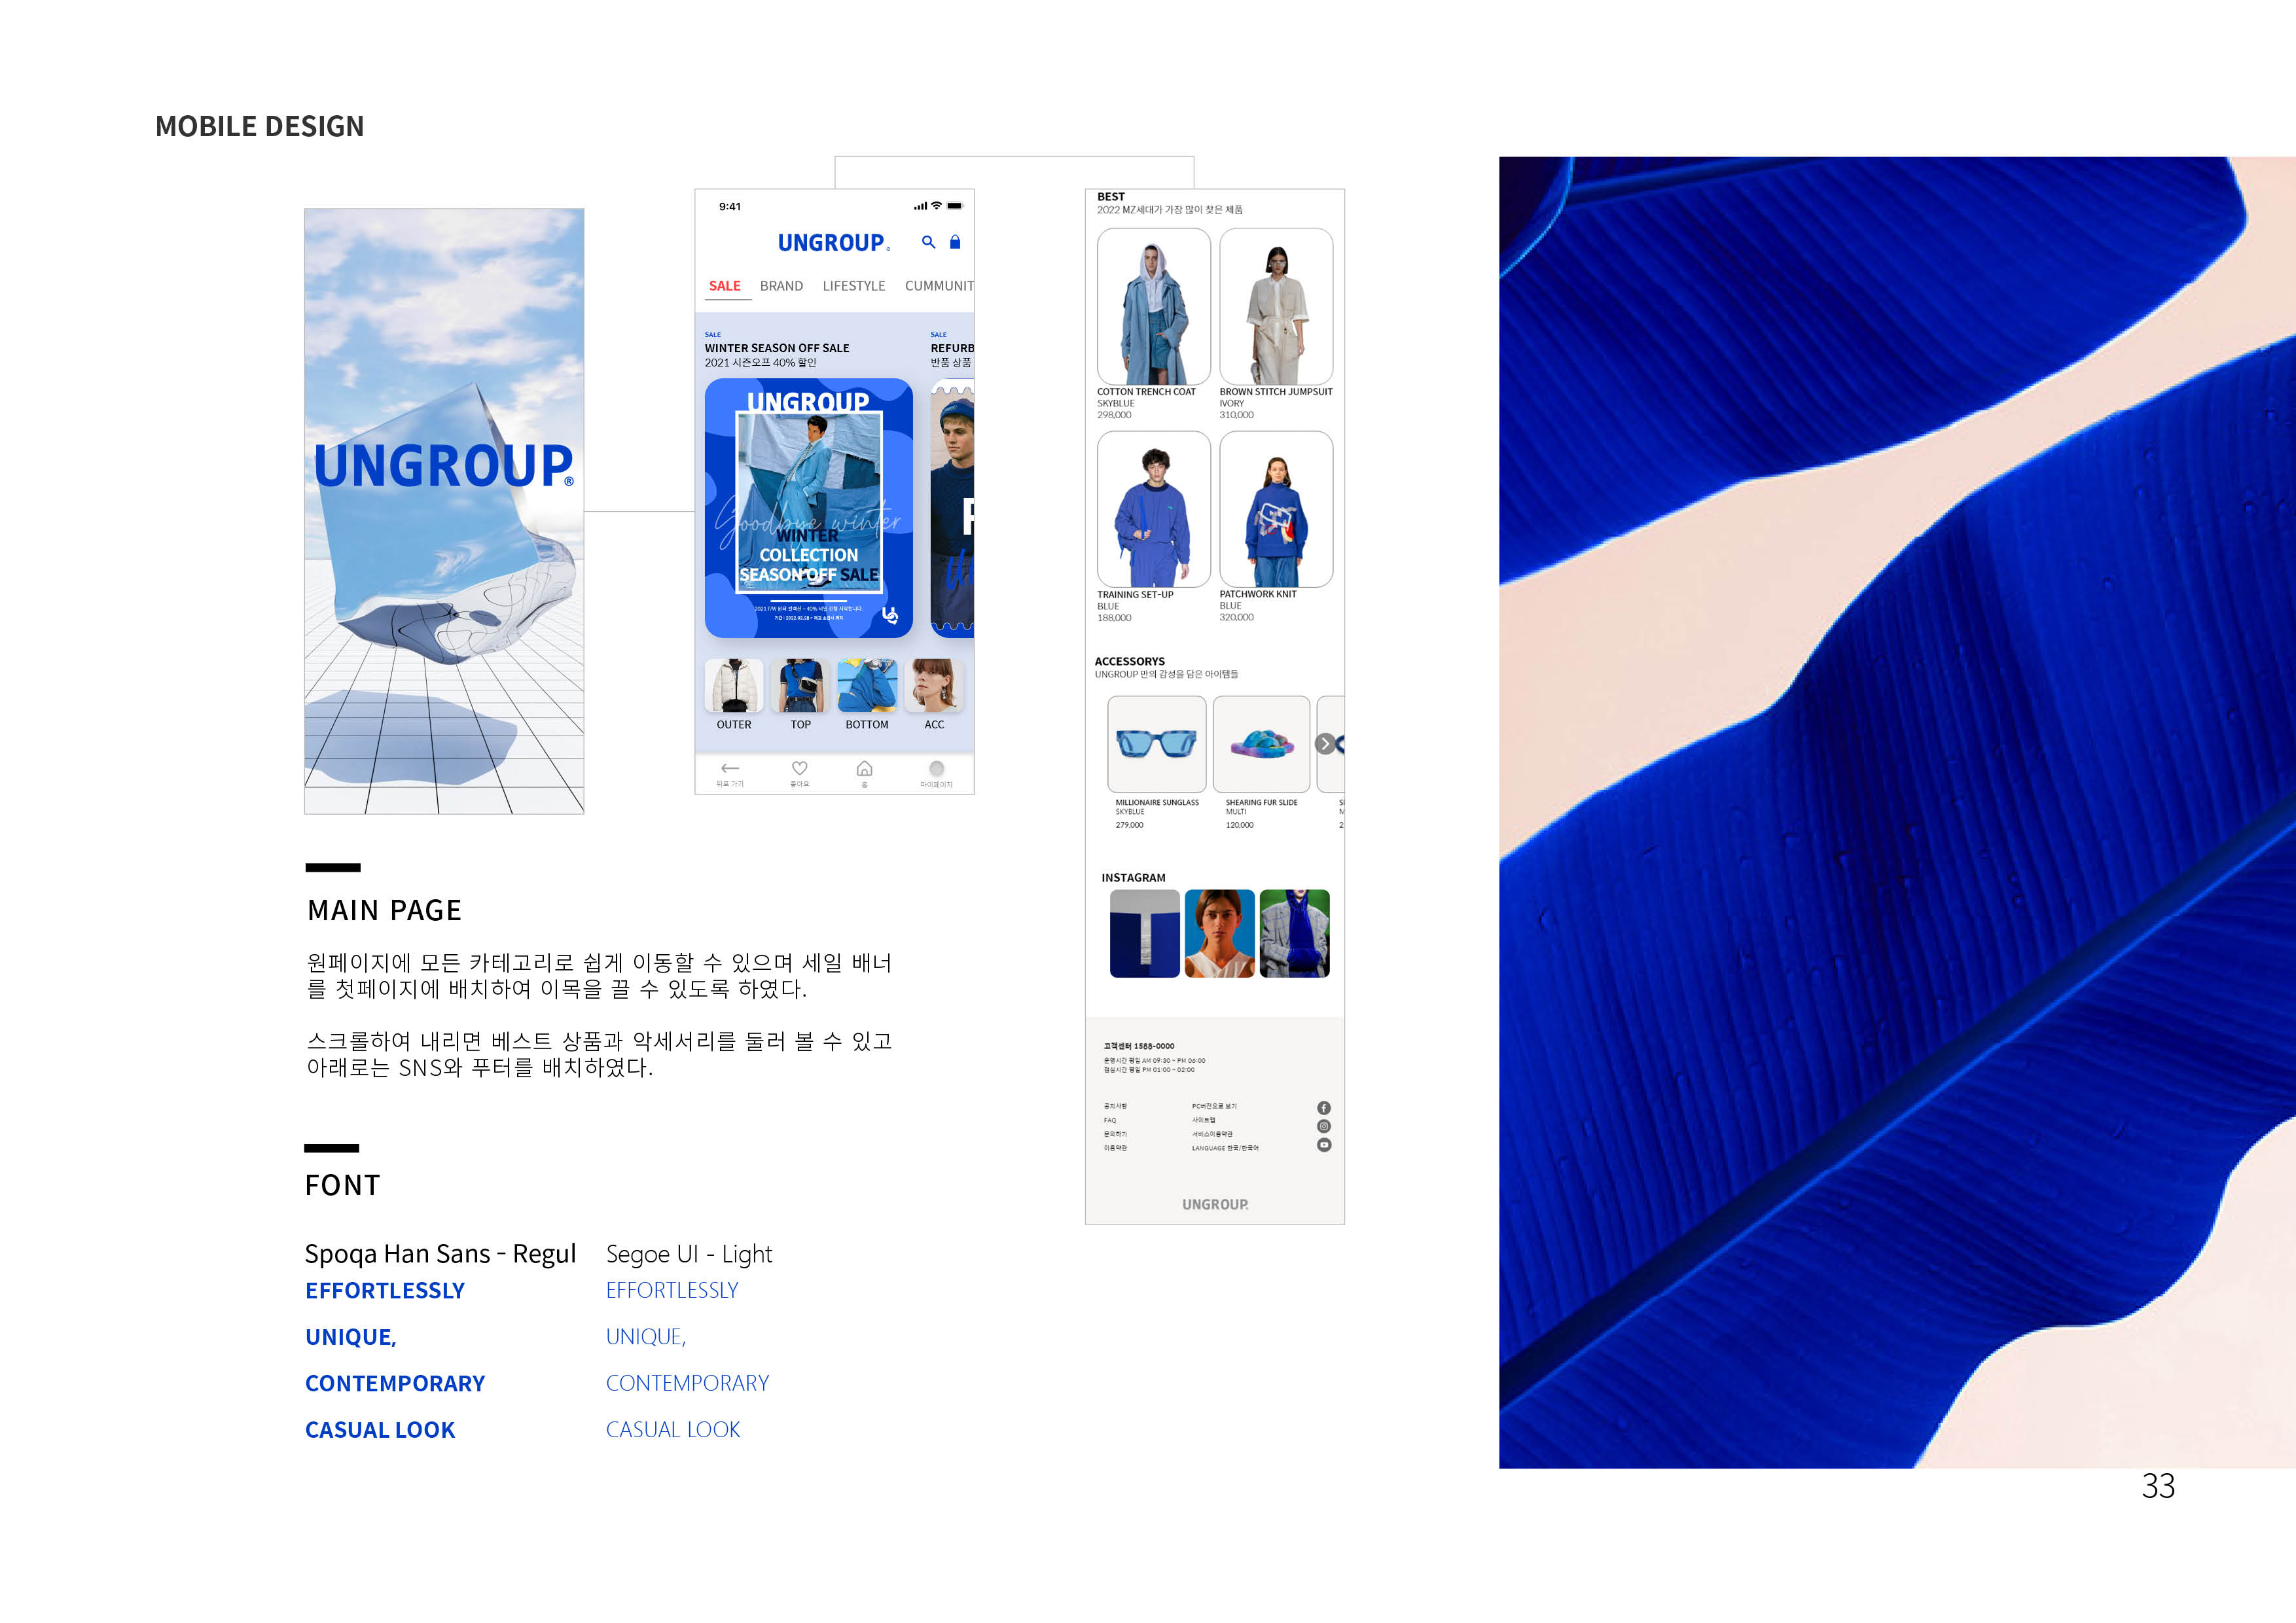 MOBILE DESIGN
UNGROUP®
9:41
UNGROUP
SALE BRAND LIFESTYLE CUMMUNIT
SALE
WINTER SEASON OFF SALE
2021 시즌오프 40% 할인
SALE
REFURB
반품 상품
UNGROUP
Goodbye winter
WINTER
COLLECTION
SEASON OFF SALE
OUTER TOP BOTTOM ACC
뒤로 가기 좋아요 홈 마이페이지
BEST
2022 MZ세대가 가장 많이 찾은 제품
COTTON TRENCH COAT
SKYBLUE
298,000
BROWN STITCH JUMPSUIT
IVORY
310,000
TRAINING SET-UP
BLUE
188,000
PATCHWORK KNIT
BLUE
320,000
ACCESSORYS
UNGROUP 만의 감성을 담은 아이템들
MILLIONAIRE SUNGLASS
SKYBLUE
279,000
SHEARING FUR SLIDE
MULTI
120,000
INSTAGRAM
고객센터 1588-0000
운영시간 평일 AM 09:30 ~ PM 06:00
점심시간 평일 PM 01:00 ~ 02:00
공지사항 PC버전으로 보기
FAQ 사이트맵
문의하기 서비스이용약관
이용약관 LANGUAGE 한국/한국어
UNGROUP
MAIN PAGE
원페이지에 모든 카테고리로 쉽게 이동할 수 있으며 세일 배너
를 첫페이지에 배치하여 이목을 끌 수 있도록 하였다.
스크롤하여 내리면 베스트 상품과 악세서리를 둘러 볼 수 있고
아래로는 SNS와 푸터를 배치하였다.
FONT
Spoqa Han Sans - Regul
EFFORTLESSLY
UNIQUE,
CONTEMPORARY
CASUAL LOOK
Segoe UI - Light
EFFORTLESSLY
UNIQUE,
CONTEMPORARY
CASUAL LOOK
33